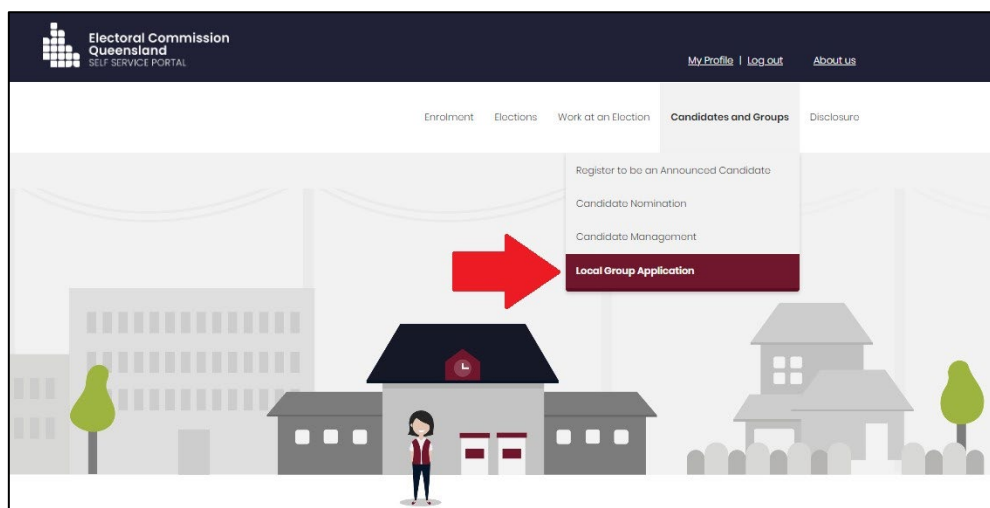 Electoral Commission
Queensland
SELF SERVICE PORTAL
My Profile | Log out About us
Enrolment Elections Work at an Election Candidates and Groups Disclosure
Register to be an Announced Candidate
Candidate Nomination
Candidate Management
Local Group Application